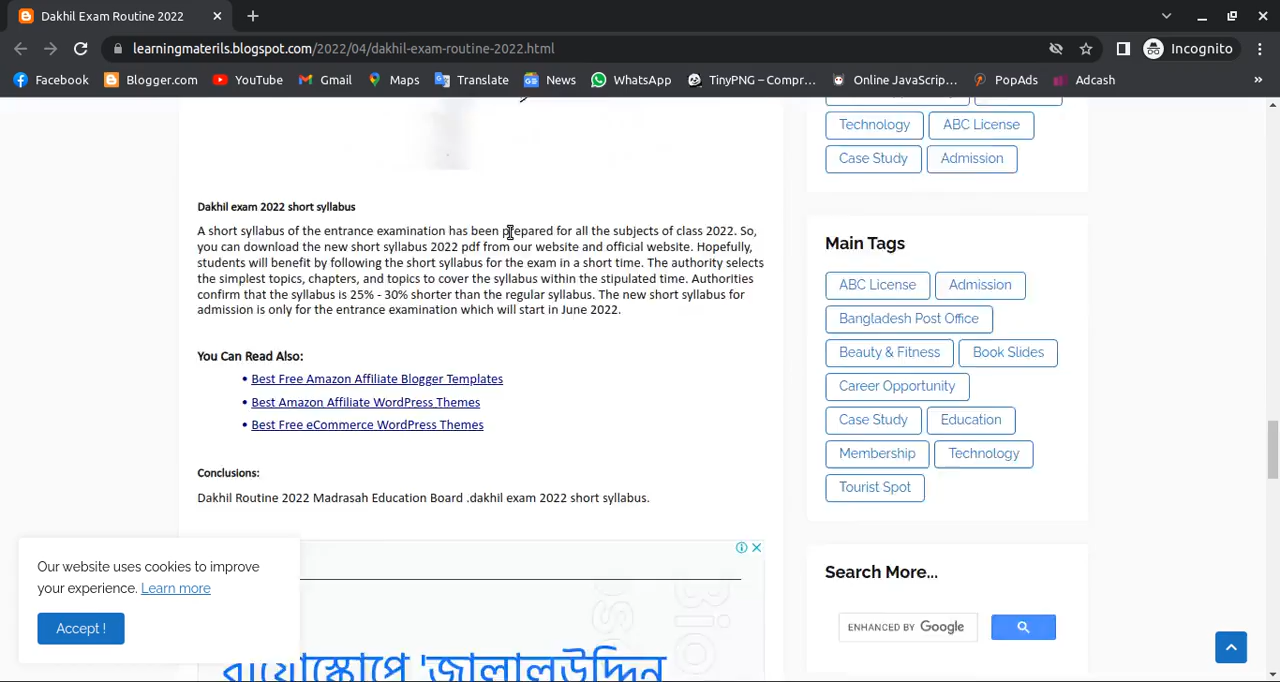 Dakhil Exam Routine 2022
learningmaterils.blogspot.com/2022/04/dakhil-exam-routine-2022.html
Incognito
Facebook
Blogger.com
YouTube
Gmail
Maps
Translate
News
WhatsApp
TinyPNG – Compr...
Online JavaScrip...
PopAds
Adcash
»
Technology
ABC License
Case Study
Admission
Dakhil exam 2022 short syllabus
A short syllabus of the entrance examination has been prepared for all the subjects of class 2022. So,
you can download the new short syllabus 2022 pdf from our website and official website. Hopefully,
students will benefit by following the short syllabus for the exam in a short time. The authority selects
the simplest topics, chapters, and topics to cover the syllabus within the stipulated time. Authorities
confirm that the syllabus is 25% - 30% shorter than the regular syllabus. The new short syllabus for
admission is only for the entrance examination which will start in June 2022.
You Can Read Also:
• Best Free Amazon Affiliate Blogger Templates
• Best Amazon Affiliate WordPress Themes
• Best Free eCommerce WordPress Themes
Conclusions:
Dakhil Routine 2022 Madrasah Education Board .dakhil exam 2022 short syllabus.
Main Tags
ABC License
Admission
Bangladesh Post Office
Beauty & Fitness
Book Slides
Career Opportunity
Case Study
Education
Membership
Technology
Tourist Spot
Search More...
ENHANCED BY Google
Our website uses cookies to improve
your experience. Learn more
Accept !
বায়োস্কোপে 'জালালউদ্দিন